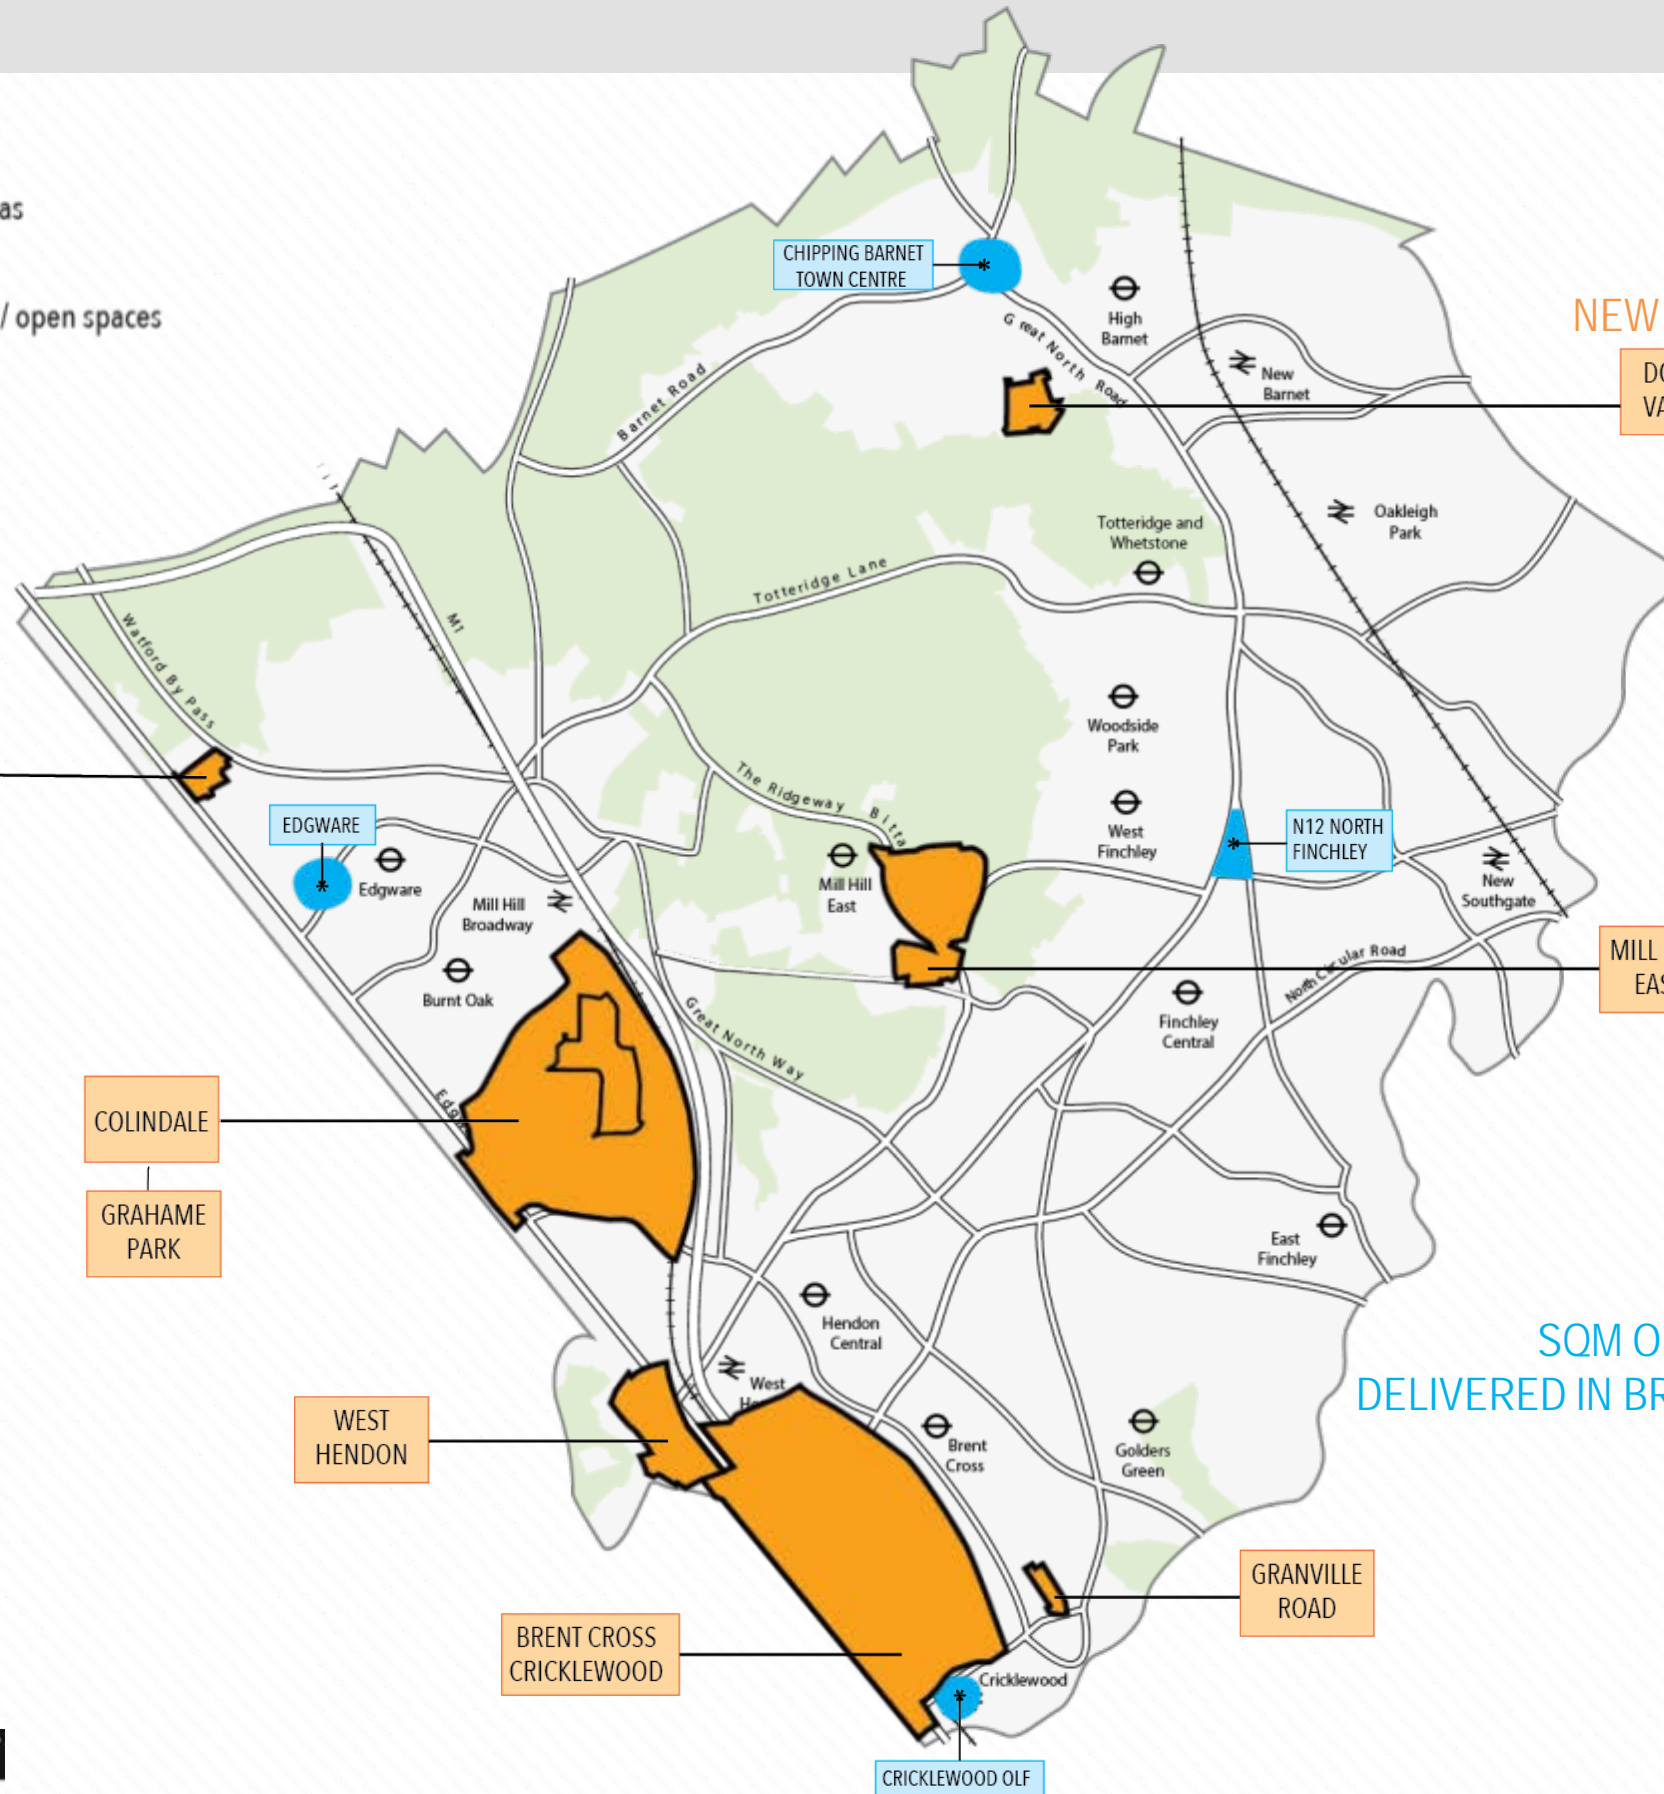 as
/ open spaces
CHIPPING BARNET
TOWN CENTRE
High
Barnet
Great North Road
NEW
New
Barnet
Barnet Road
Oakleigh
Park
Totteridge and
Whetstone
Totteridge Lane
M1
Watford By Pass
Woodside
Park
The Ridgeway
Bitta
West
Finchley
N12 NORTH
FINCHLEY
EDGWARE
Edgware
Mill Hill
East
Mill Hill
Broadway
New
Southgate
MILL
EAS
North Circular Road
Burnt Oak
Finchley
Central
Great North Way
COLINDALE
Edgw
GRAHAME
PARK
East
Finchley
Hendon
Central
SQM O
DELIVERED IN BR
West
He
WEST
HENDON
Brent
Cross
Golders
Green
GRANVILLE
ROAD
BRENT CROSS
CRICKLEWOOD
Cricklewood
CRICKLEWOOD OLF